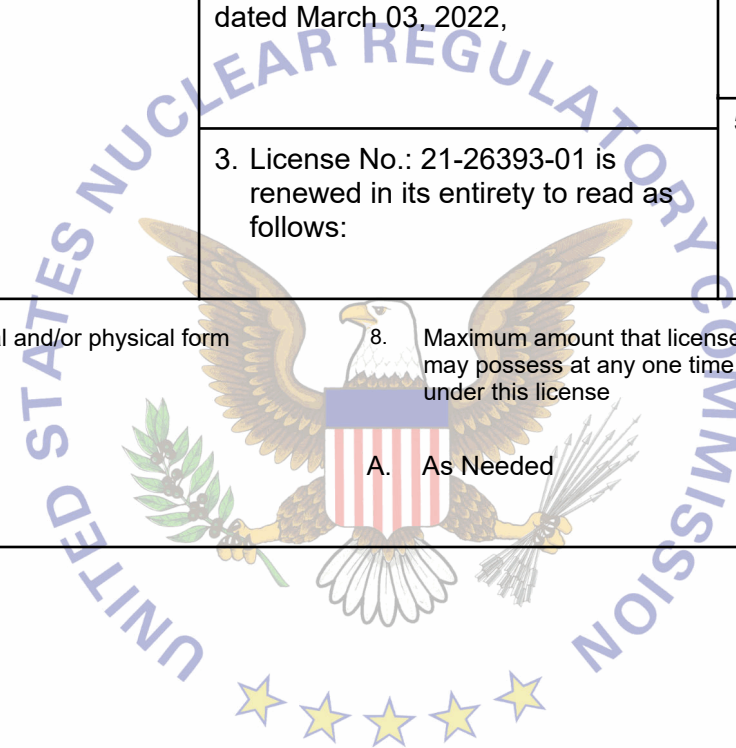 dated March 03, 2022,
3. License No.: 21-26393-01 is
renewed in its entirety to read as
follows:
and/or physical form
8. Maximum amount that license
may possess at any one time
under this license
A. As Needed
UNITED STATES NUCLEAR REGULATORY COMMISSION